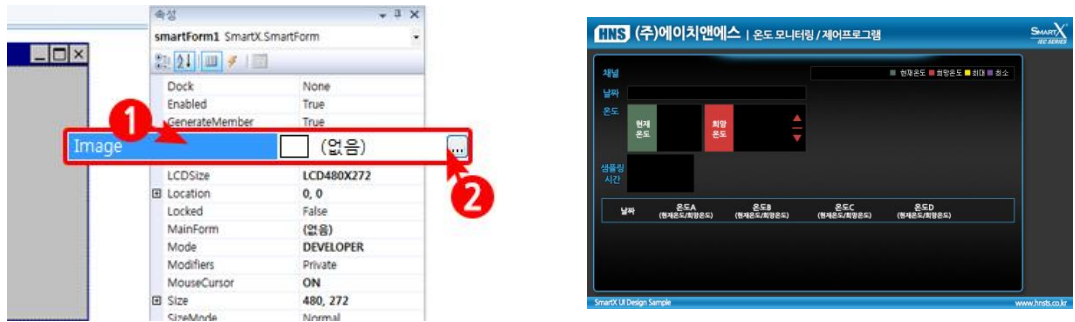 속성
smartForm1 SmartX.SmartForm
Dock None
Enabled True
GenerateMember True
1
Image (없음) ...
2
LCDSize LCD480X272
Location 0, 0
Locked False
MainForm (없음)
Mode DEVELOPER
Modifiers Private
MouseCursor ON
Size 480, 272
SizeMode Normal
HNS (주)에이치앤에스 | 온도 모니터링 / 제어프로그램
SMARTX
IEC SERIES
채널
현재온도 희망온도 최대 최소
날짜
온도
현재
온도
희망
온도
샘플링
시간
날짜 온도A 온도B 온도C 온도D
(현재온도/희망온도) (현재온도/희망온도) (현재온도/희망온도) (현재온도/희망온도)
SmartX UI Design Sample
www.hnsts.co.kr